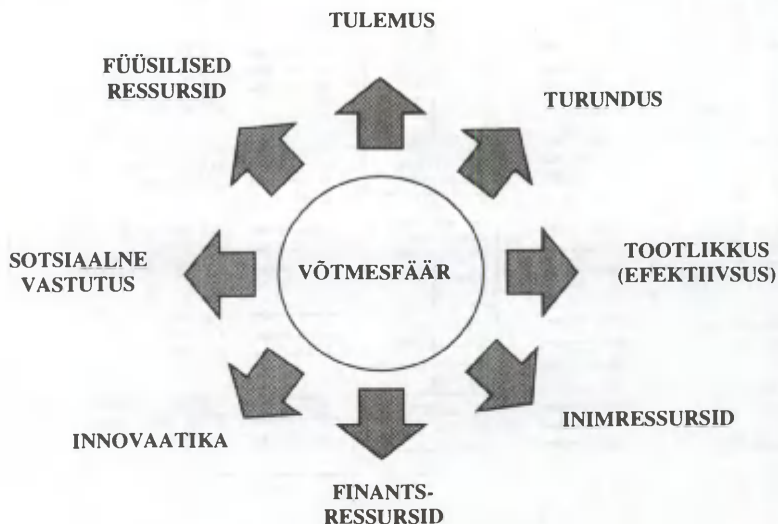 TULEMUS
FÜÜSILISED
RESSURSID
TURUNDUS
SOTSIAALNE
VASTUTUS
VÕTMESFÄÄR
TOOTLIKKUS
(EFEKTIIVSUS)
INNOVAATIKA
INIMRESSURSID
FINANTS-
RESSURSID